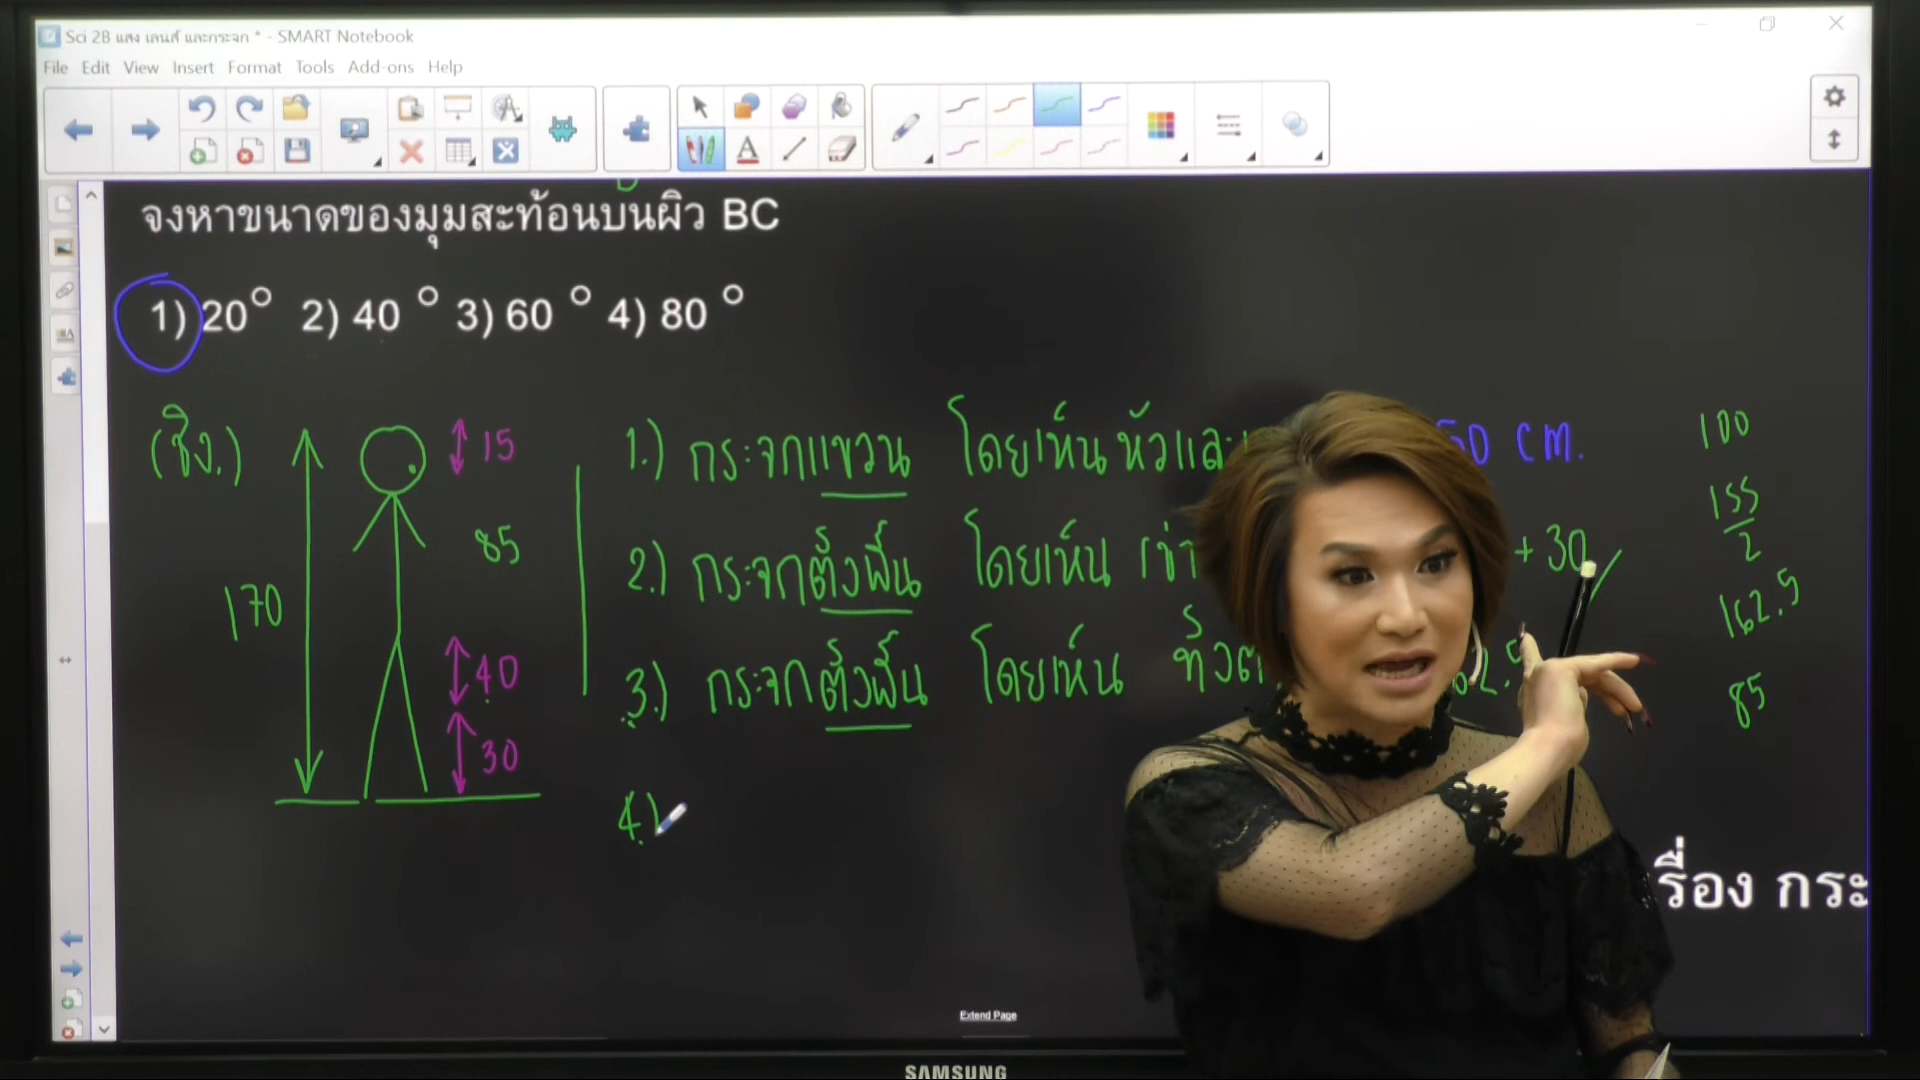 Sci 2B แสง เลนส์ และกระจก * - SMART Notebook
File Edit View Insert Format Tools Add-ons Help
จงหาขนาดของมุมสะท้อนบนผิว BC
1) 20° 2) 40° 3) 60° 4) 80°
(ชิง.)
15
85
170
40
30
1.) กระจกแขวน โดยเห็น หัวและ 50 cm.
2.) กระจกตั้งพื้น โดยเห็น เข่า + 30
3.) กระจกตั้งพื้น โดยเห็น
4.)
100
155
2
162.5
85
รื่อง กระ
Extend Page
SAMSUNG